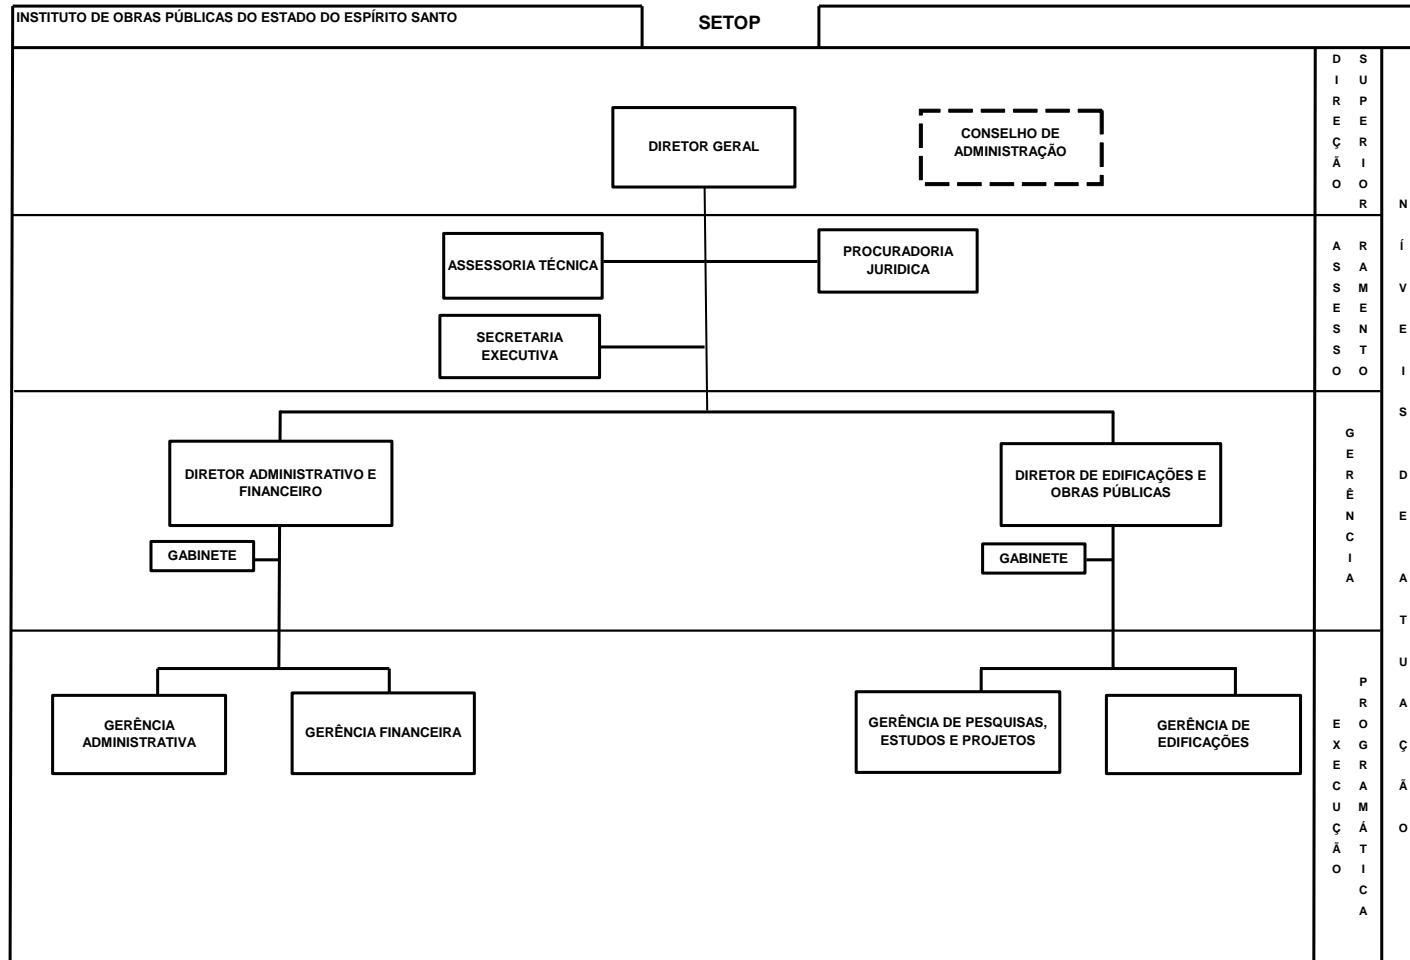 INSTITUTO DE OBRAS PÚBLICAS DO ESTADO DO ESPÍRITO SANTO
SETOP
DIRETOR GERAL
CONSELHO DE
ADMINISTRAÇÃO
DIREÇÃO
SUPERIOR
ASSESSORIA TÉCNICA
PROCURADORIA
JURIDICA
SECRETARIA
EXECUTIVA
ASSESSO
RAMENTO
DIRETOR ADMINISTRATIVO E
FINANCEIRO
DIRETOR DE EDIFICAÇÕES E
OBRAS PÚBLICAS
GABINETE
GABINETE
GERÊNCIA
GERÊNCIA
ADMINISTRATIVA
GERÊNCIA FINANCEIRA
GERÊNCIA DE PESQUISAS,
ESTUDOS E PROJETOS
GERÊNCIA DE
EDIFICAÇÕES
EXECUÇÃO
PROGRAMÁTICA
NÍVEIS DE ATUAÇÃO